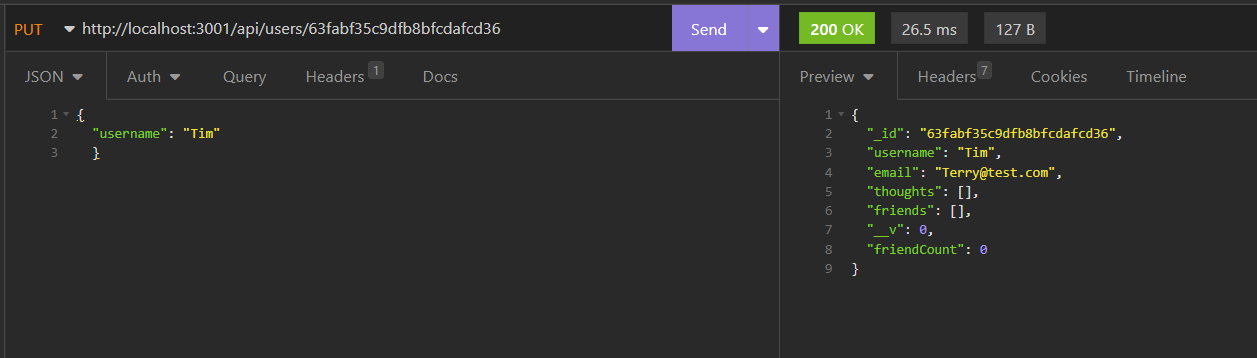 PUT http://localhost:3001/api/users/63fabf35c9dfb8bfcdafcd36 Send 200 OK 26.5 ms 127 B
JSON Auth Query Headers 1 Docs Preview Headers 7 Cookies Timeline
1 {
2 "username": "Tim"
3 }
1 {
2 "_id": "63fabf35c9dfb8bfcdafcd36",
3 "username": "Tim",
4 "email": "Terry@test.com",
5 "thoughts": [],
6 "friends": [],
7 "__v": 0,
8 "friendCount": 0
9 }